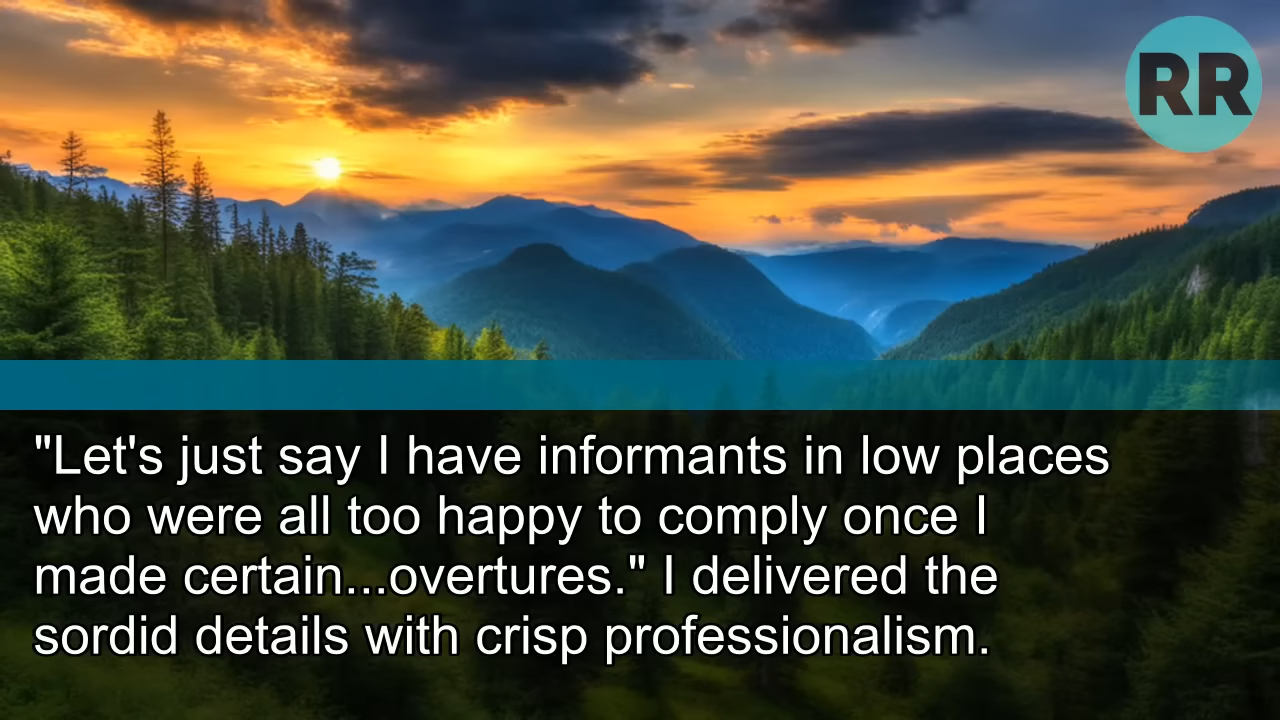 RR
"Let's just say I have informants in low places
who were all too happy to comply once I
made certain...overtures." I delivered the
sordid details with crisp professionalism.